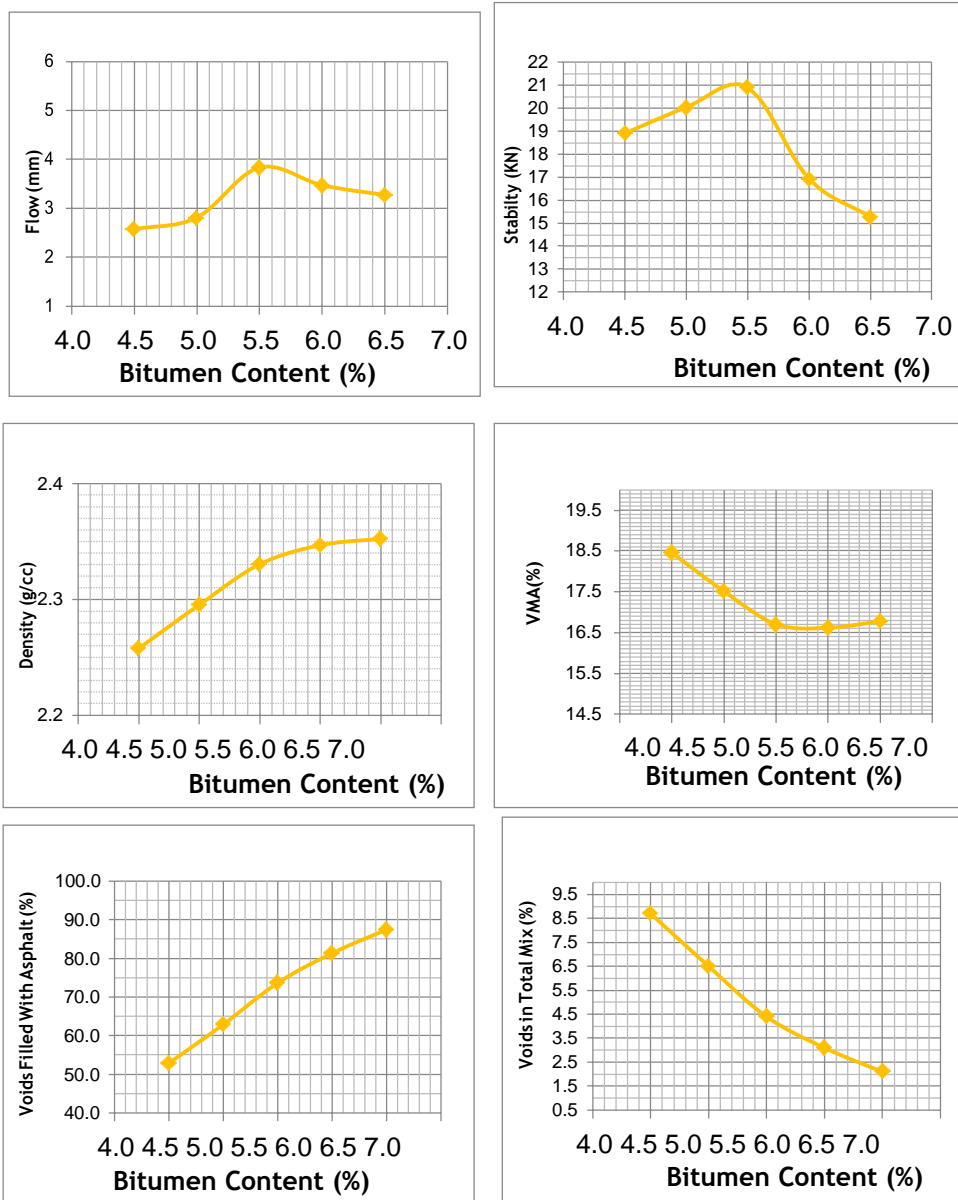 Flow (mm)
6
5
4
3
2
1
4.0 4.5 5.0 5.5 6.0 6.5 7.0
Bitumen Content (%)
Stabilty (KN)
22
21
20
19
18
17
16
15
14
13
12
4.0 4.5 5.0 5.5 6.0 6.5 7.0
Bitumen Content (%)
Density (g/cc)
2.4
2.3
2.2
4.0 4.5 5.0 5.5 6.0 6.5 7.0
Bitumen Content (%)
VMA(%)
19.5
18.5
17.5
16.5
15.5
14.5
4.0 4.5 5.0 5.5 6.0 6.5 7.0
Bitumen Content (%)
Voids Filled With Asphalt (%)
100.0
90.0
80.0
70.0
60.0
50.0
40.0
4.0 4.5 5.0 5.5 6.0 6.5 7.0
Bitumen Content (%)
Voids in Total Mix (%)
9.5
8.5
7.5
6.5
5.5
4.5
3.5
2.5
1.5
0.5
4.0 4.5 5.0 5.5 6.0 6.5 7.0
Bitumen Content (%)